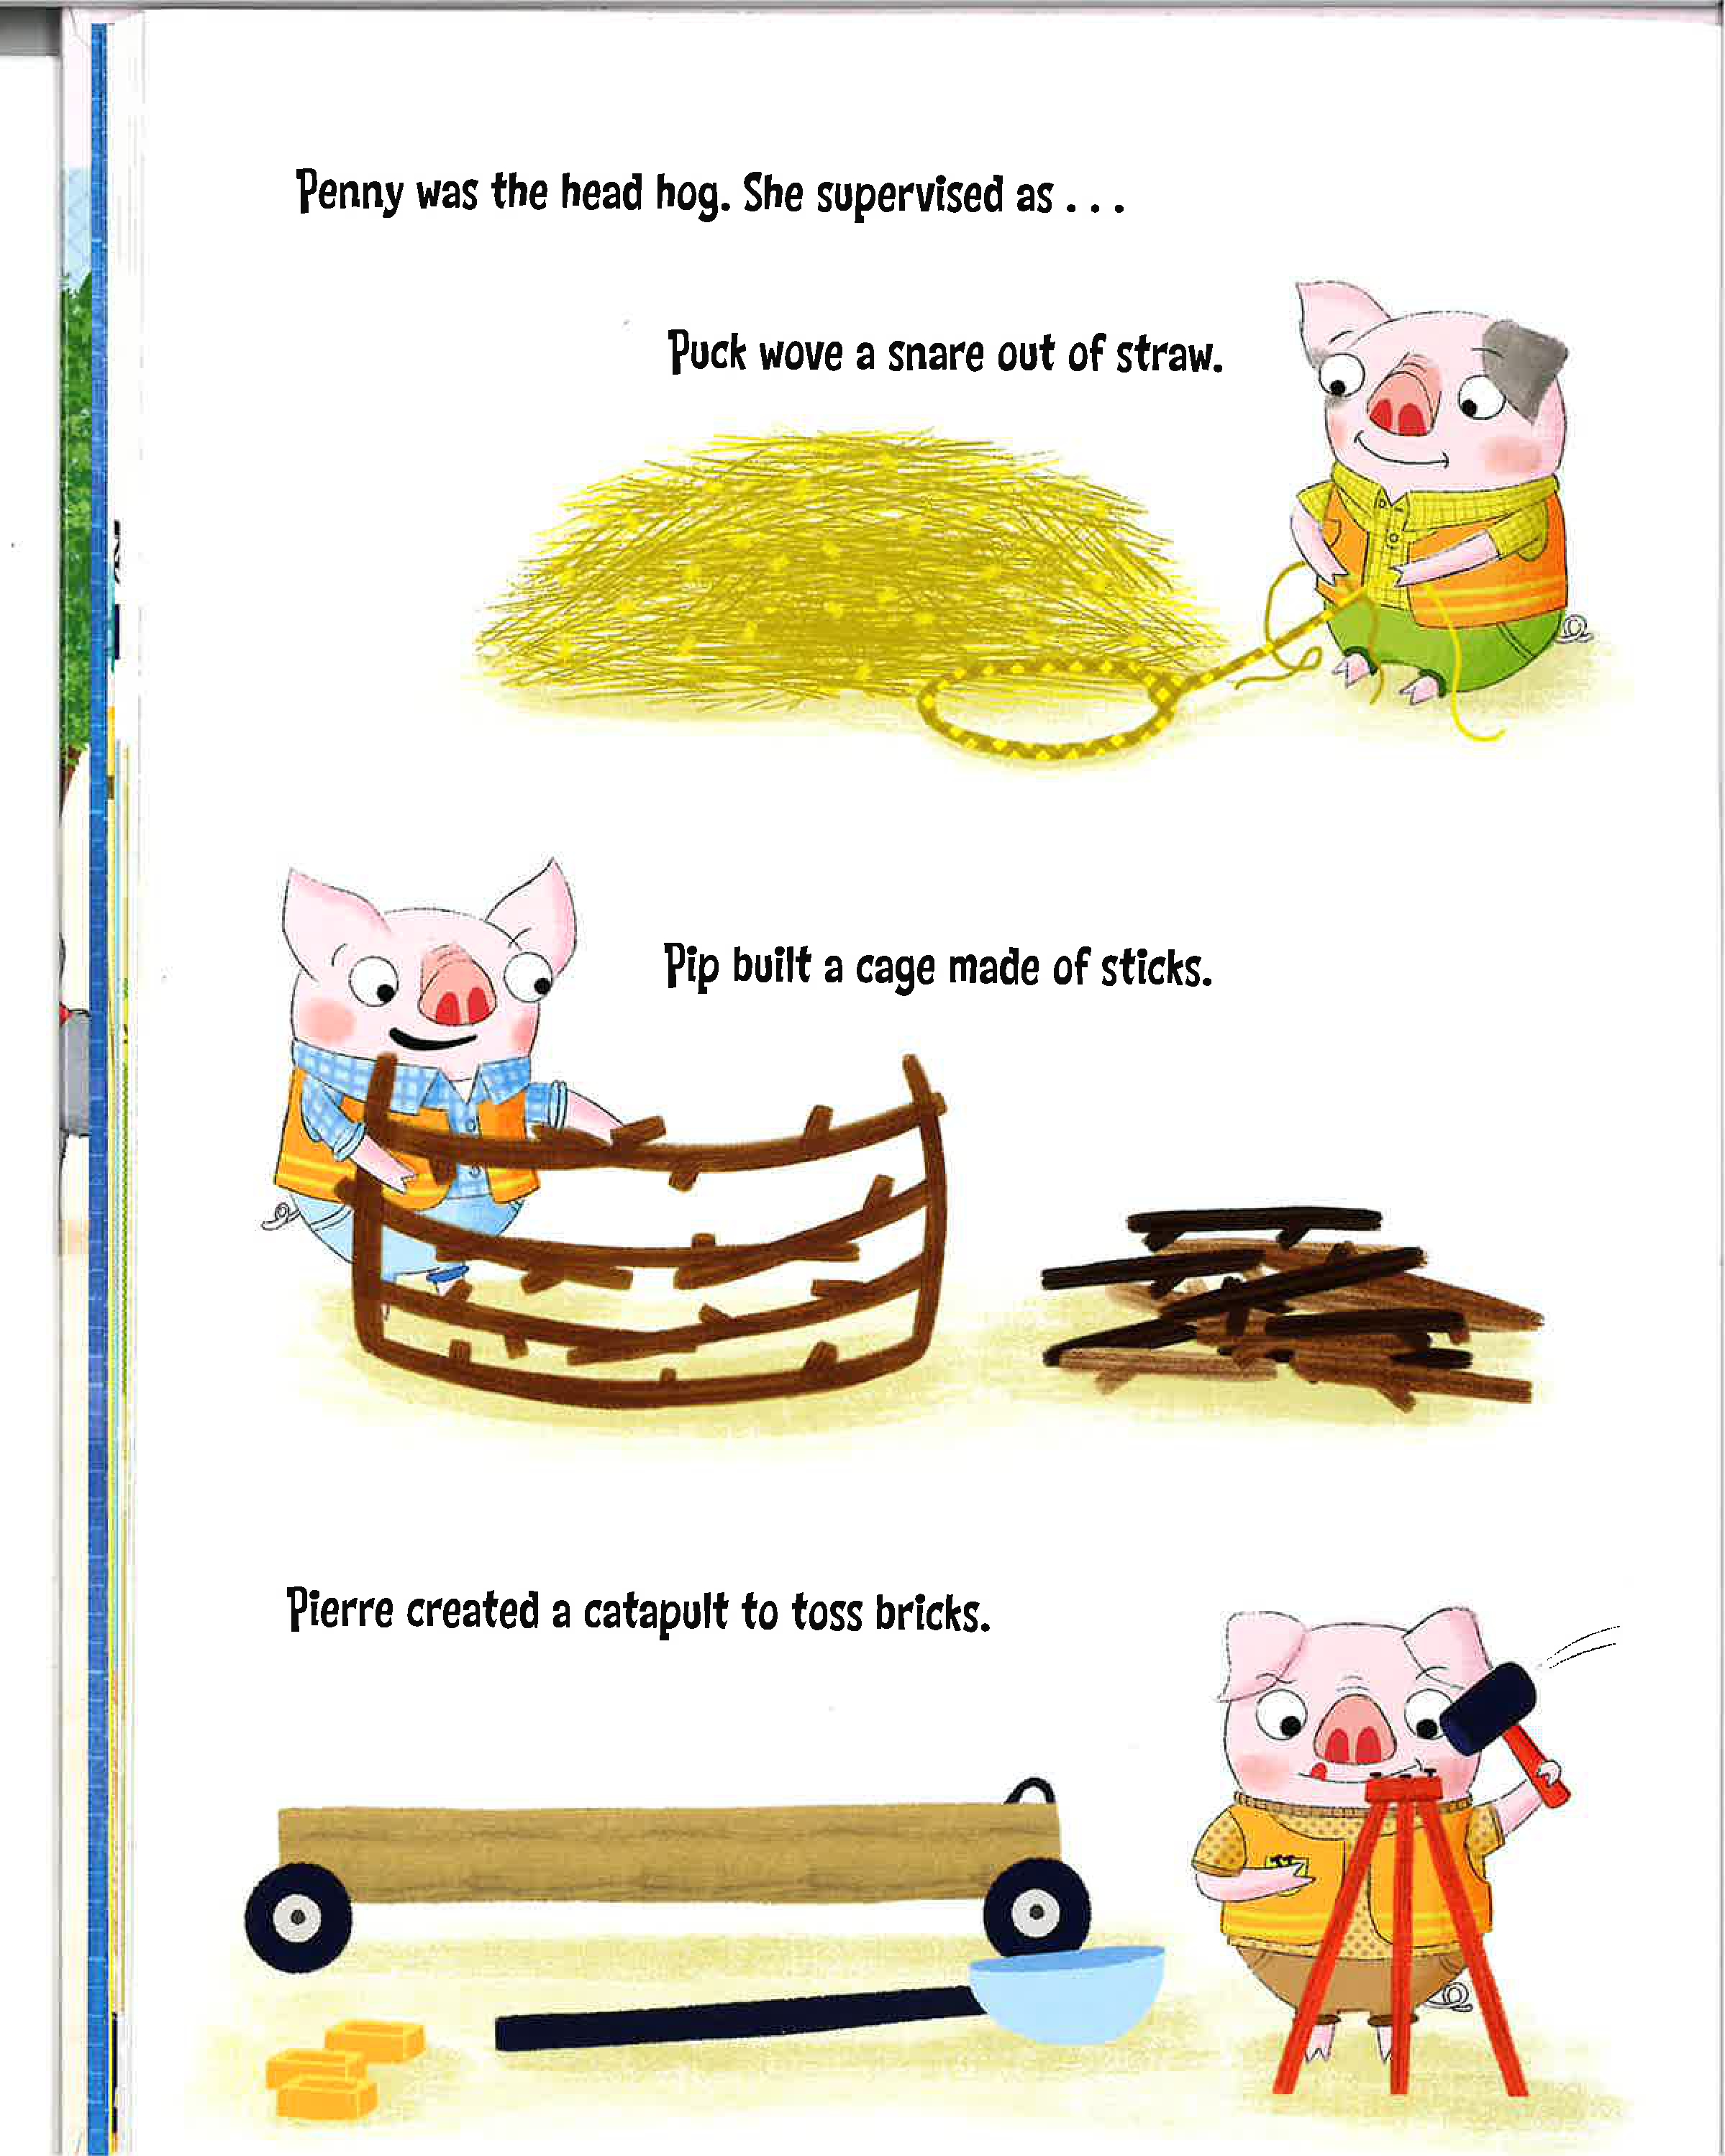 Penny was the head hog. She supervised as . . .
Puck wove a snare out of straw.
Pip built a cage made of sticks.
Pierre created a catapult to toss bricks.